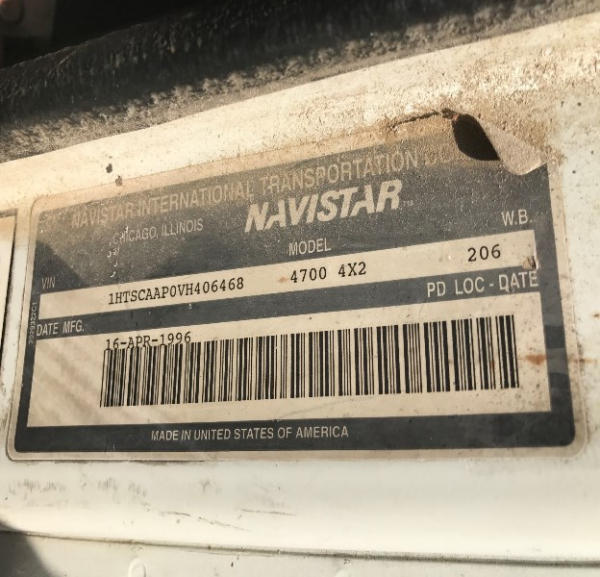 NAVISTAR INTERNATIONAL TRANSPORTATION
CHICAGO, ILLINOIS NAVISTAR
VIN MODEL W.B.
1HTSCAAP0VH406468 4700 4X2 206
DATE MFG. PD LOC - DATE
16-APR-1996
MADE IN UNITED STATES OF AMERICA